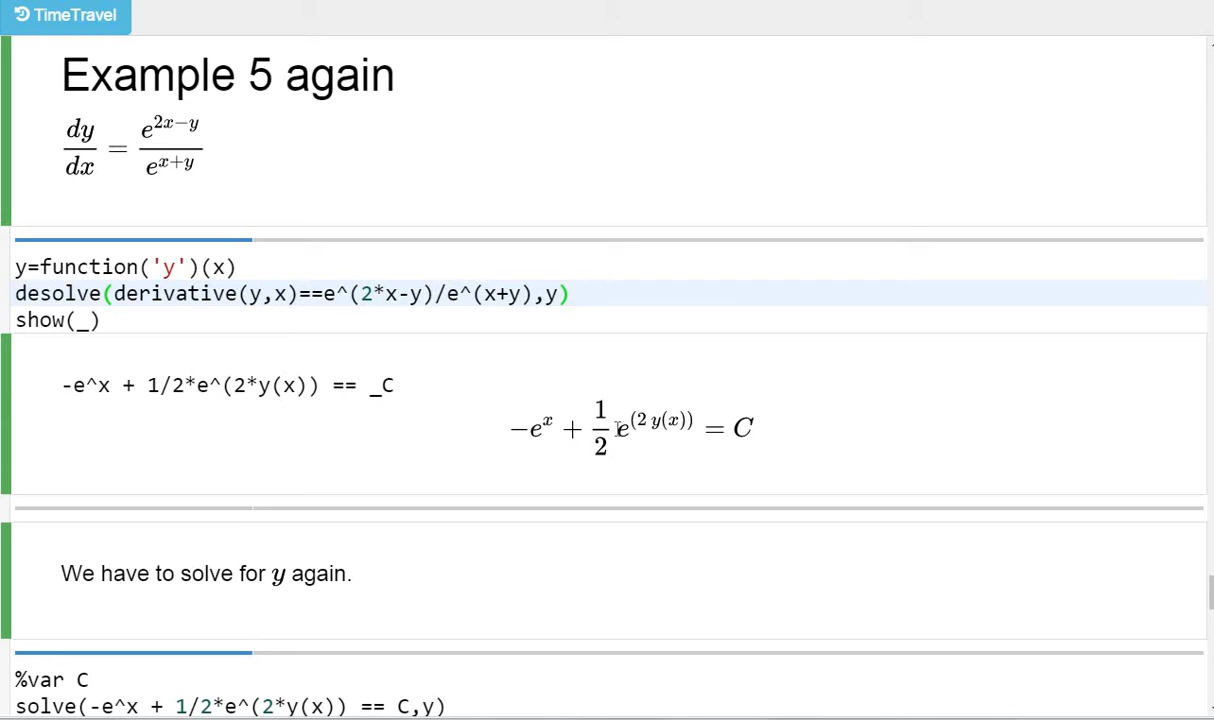 TimeTravel
Example 5 again
dy/dx = e^{2x−y}/e^{x+y}
y=function('y')(x)
desolve(derivative(y,x)==e^(2*x-y)/e^(x+y),y)
show(_)
-e^x + 1/2*e^(2*y(x)) == _C
−e^x + 1/2 e^{(2 y(x))} = C
We have to solve for y again.
%var C
solve(-e^x + 1/2*e^(2*y(x)) == C,y)